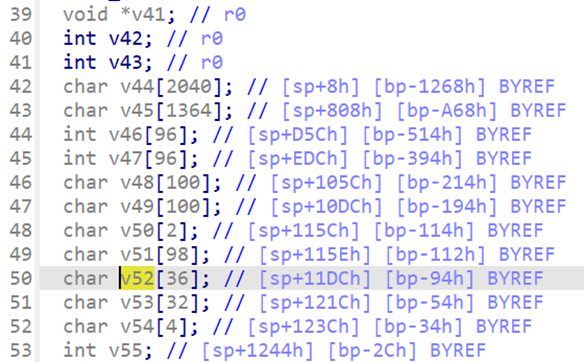 39 void *v41; // r0
40 int v42; // r0
41 int v43; // r0
42 char v44[2040]; // [sp+8h] [bp-1268h] BYREF
43 char v45[1364]; // [sp+808h] [bp-A68h] BYREF
44 int v46[96]; // [sp+D5Ch] [bp-514h] BYREF
45 int v47[96]; // [sp+EDCh] [bp-394h] BYREF
46 char v48[100]; // [sp+105Ch] [bp-214h] BYREF
47 char v49[100]; // [sp+10DCh] [bp-194h] BYREF
48 char v50[2]; // [sp+115Ch] [bp-114h] BYREF
49 char v51[98]; // [sp+115Eh] [bp-112h] BYREF
50 char v52[36]; // [sp+11DCh] [bp-94h] BYREF
51 char v53[32]; // [sp+121Ch] [bp-54h] BYREF
52 char v54[4]; // [sp+123Ch] [bp-34h] BYREF
53 int v55; // [sp+1244h] [bp-2Ch] BYREF